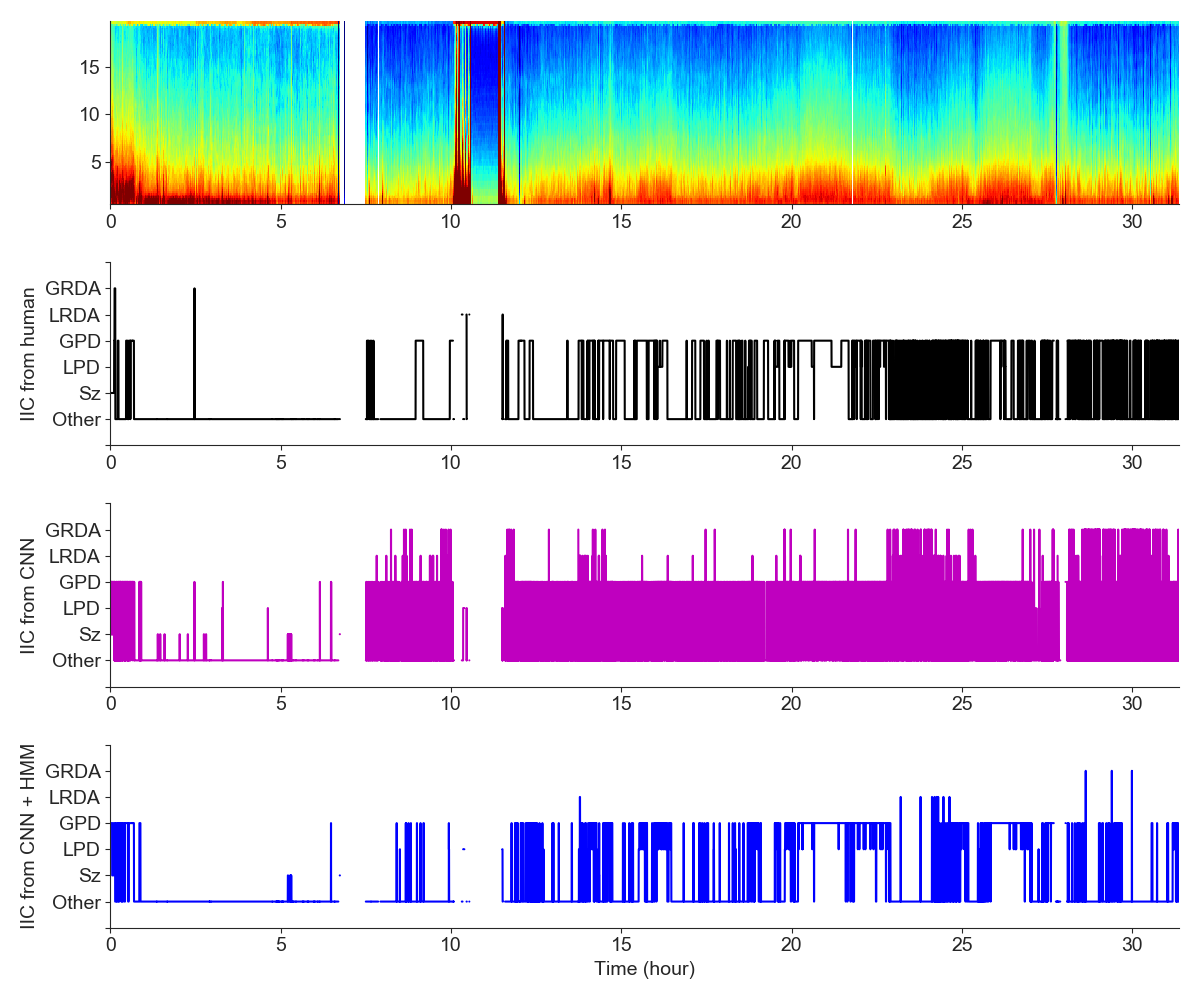 15
10
5
0 5 10 15 20 25 30
IIC from human
GRDA
LRDA
GPD
LPD
Sz
Other
0 5 10 15 20 25 30
IIC from CNN
GRDA
LRDA
GPD
LPD
Sz
Other
0 5 10 15 20 25 30
IIC from CNN + HMM
GRDA
LRDA
GPD
LPD
Sz
Other
0 5 10 15 20 25 30
Time (hour)